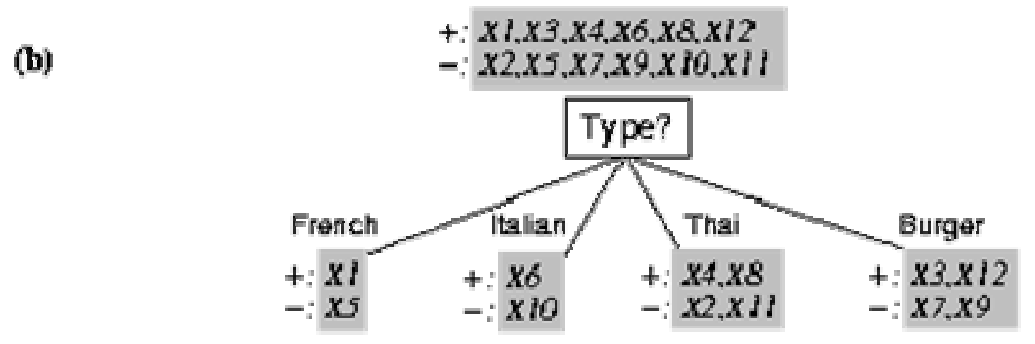 (b)
+: X1,X3,X4,X6,X8,X12
−: X2,X5,X7,X9,X10,X11
Type?
French Italian Thai Burger
+: X1 +: X6 +: X4,X8 +: X3,X12
−: X5 −: X10 −: X2,X11 −: X7,X9